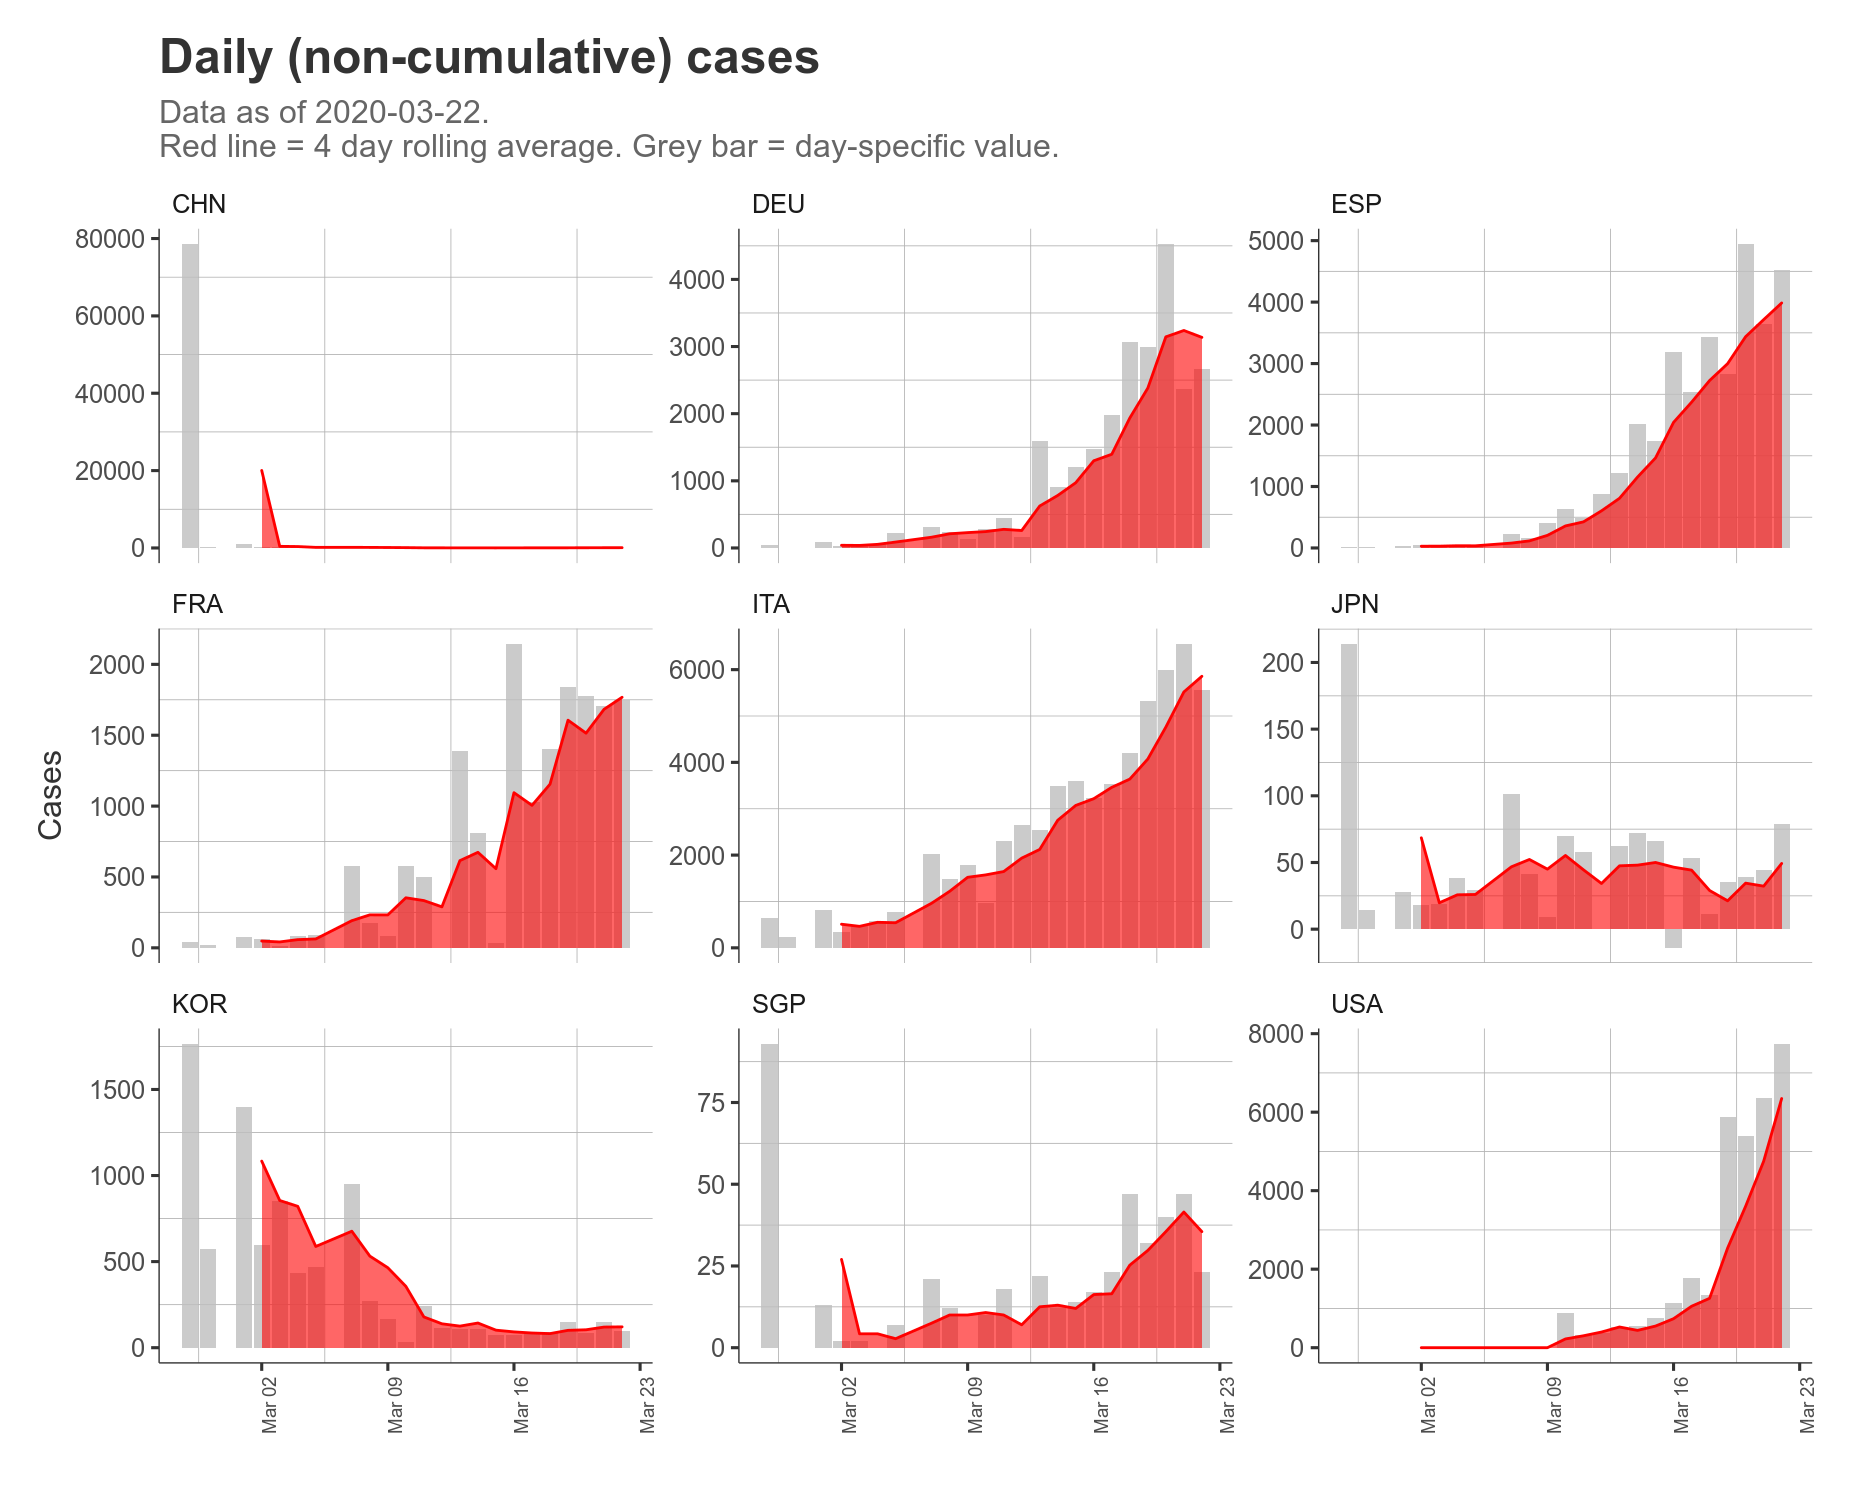 Daily (non-cumulative) cases
Data as of 2020-03-22.
Red line = 4 day rolling average. Grey bar = day-specific value.
CHN
80000
60000
40000
20000
0
DEU
4000
3000
2000
1000
0
ESP
5000
4000
3000
2000
1000
0
Cases
FRA
2000
1500
1000
500
0
ITA
6000
4000
2000
0
JPN
200
150
100
50
0
KOR
1500
1000
500
0
Mar 02
Mar 09
Mar 16
Mar 23
SGP
75
50
25
0
Mar 02
Mar 09
Mar 16
Mar 23
USA
8000
6000
4000
2000
0
Mar 02
Mar 09
Mar 16
Mar 23